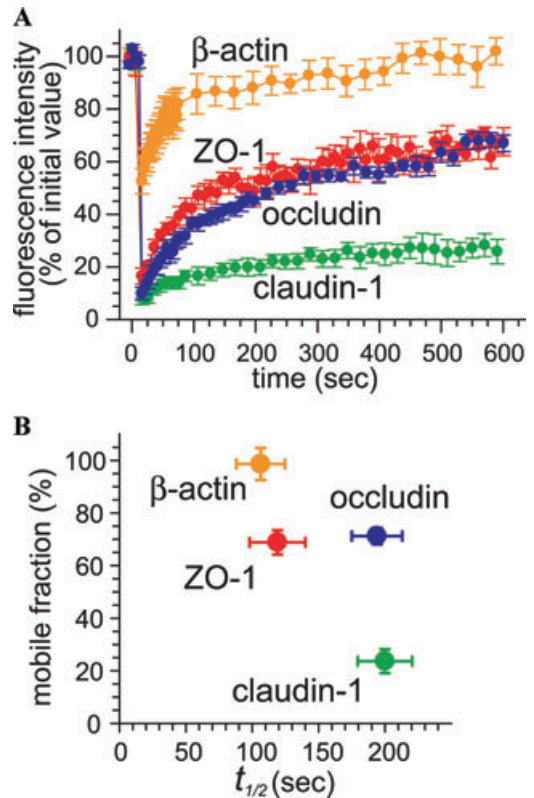 A
fluorescence intensity
(% of initial value)
100
80
60
40
20
0
β-actin
ZO-1
occludin
claudin-1
0 100 200 300 400 500 600
time (sec)
B
mobile fraction (%)
100
80
60
40
20
0
β-actin
occludin
ZO-1
claudin-1
0 50 100 150 200
t1/2 (sec)